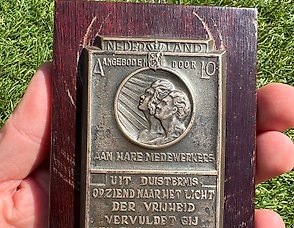 NEDERLAND
AANGEBODEN DOOR LO
AAN HARE MEDEWERKERS
UIT DUISTERNIS
OPZIEND NAAR HET LICHT
DER VRIJHEID
VERVULDET GIJ